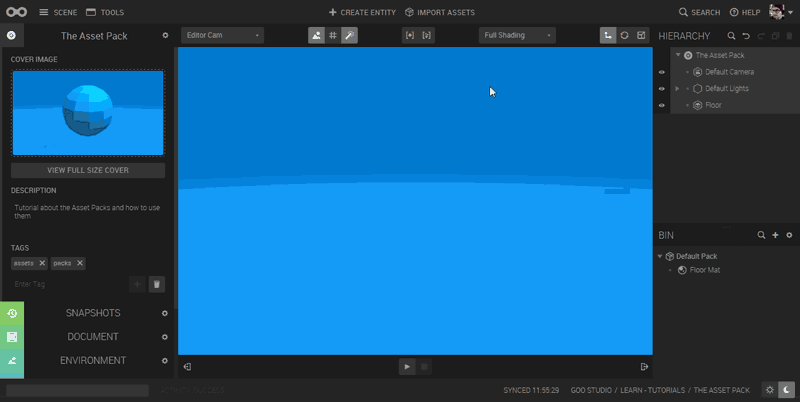 SCENE TOOLS CREATE ENTITY IMPORT ASSETS SEARCH HELP
The Asset Pack Editor Cam Full Shading HIERARCHY
COVER IMAGE
VIEW FULL SIZE COVER
DESCRIPTION
Tutorial about the Asset Packs and how to use
them
TAGS
assets packs
Enter Tag
SNAPSHOTS
DOCUMENT
ENVIRONMENT
The Asset Pack
Default Camera
Default Lights
Floor
BIN
Default Pack
Floor Mat
SYNCED 11:55:29 GOO STUDIO / LEARN - TUTORIALS / THE ASSET PACK